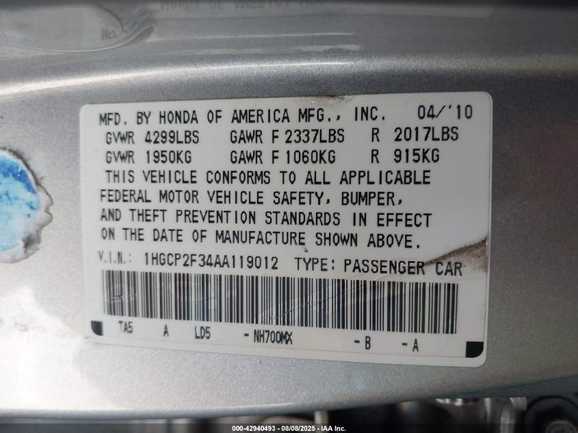 MFD. BY HONDA OF AMERICA MFG., INC. 04/'10
GVWR 4299LBS GAWR F 2337LBS R 2017LBS
GVWR 1950KG GAWR F 1060KG R 915KG
THIS VEHICLE CONFORMS TO ALL APPLICABLE
FEDERAL MOTOR VEHICLE SAFETY, BUMPER,
AND THEFT PREVENTION STANDARDS IN EFFECT
ON THE DATE OF MANUFACTURE SHOWN ABOVE.
V.I.N.: 1HGCP2F34AA119012 TYPE: PASSENGER CAR
TA5 A LD5 -NH700MX -B -A
000-42940493 - 08/08/2025 - IAA Inc.